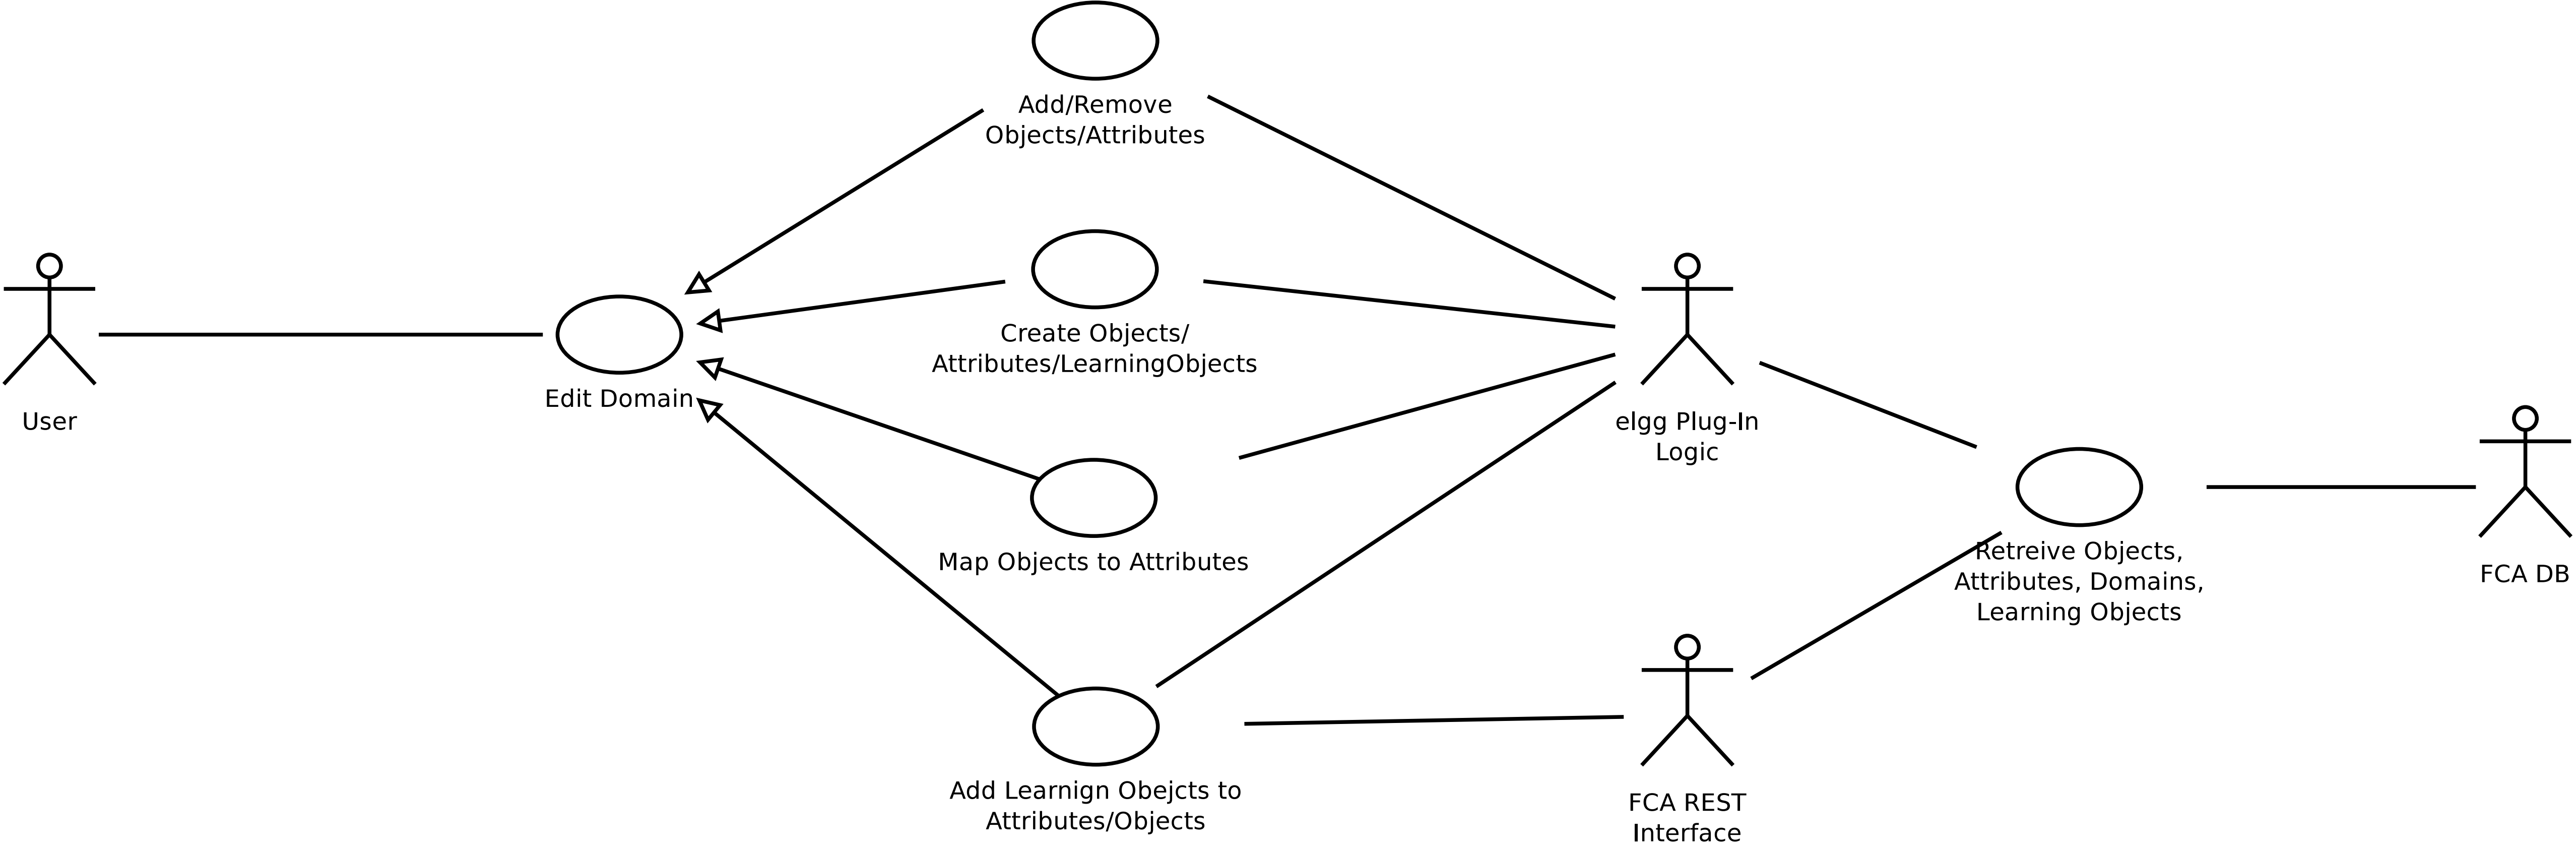 Add/Remove
Objects/Attributes
Create Objects/
Attributes/LearningObjects
User
Edit Domain
elgg Plug-In
Logic
Map Objects to Attributes
Retreive Objects,
Attributes, Domains,
Learning Objects
FCA DB
Add Learnign Obejcts to
Attributes/Objects
FCA REST
Interface